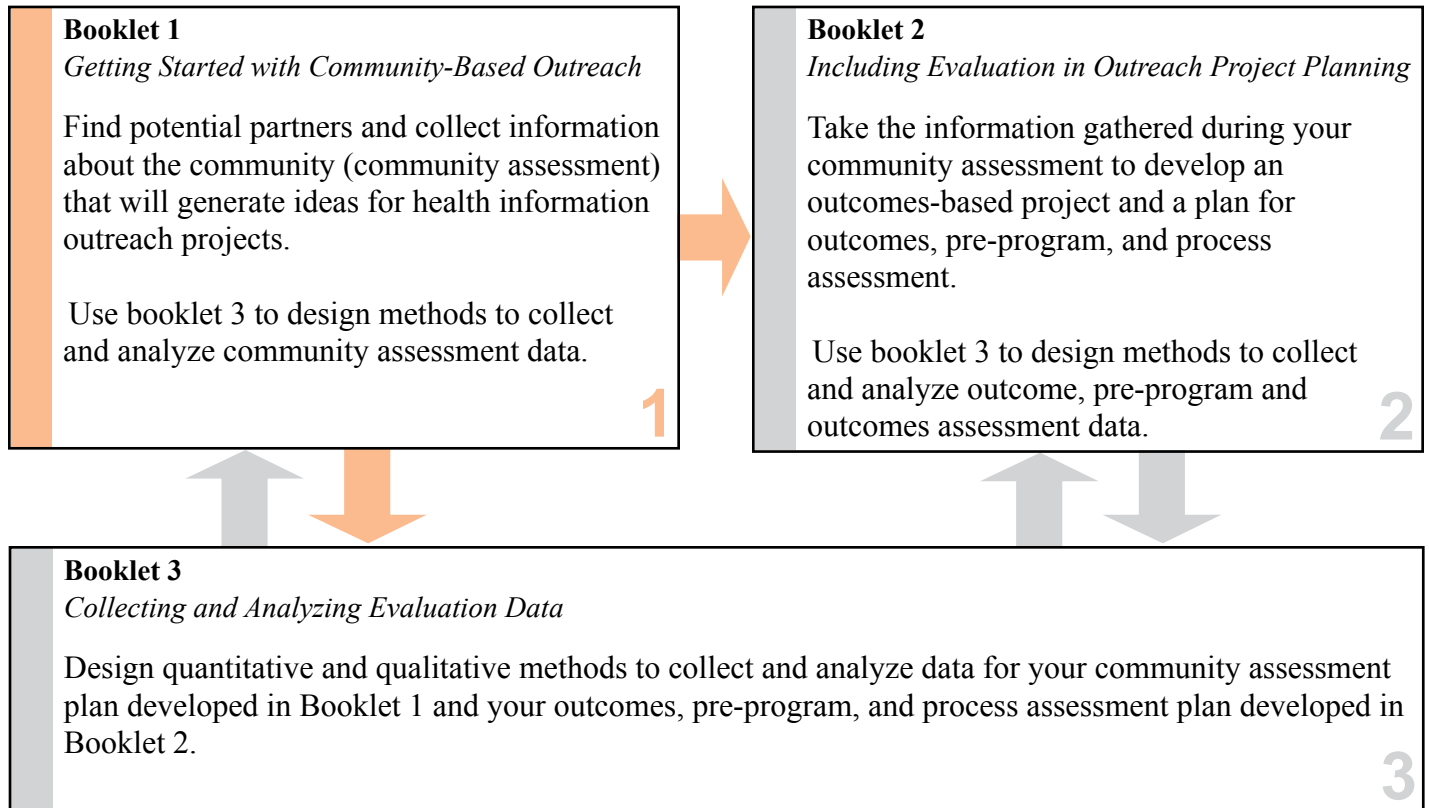 Booklet 1
Getting Started with Community-Based Outreach
Find potential partners and collect information
about the community (community assessment)
that will generate ideas for health information
outreach projects.
Use booklet 3 to design methods to collect
and analyze community assessment data.
1
Booklet 2
Including Evaluation in Outreach Project Planning
Take the information gathered during your
community assessment to develop an
outcomes-based project and a plan for
outcomes, pre-program, and process
assessment.
Use booklet 3 to design methods to collect
and analyze outcome, pre-program and
outcomes assessment data.
2
Booklet 3
Collecting and Analyzing Evaluation Data
Design quantitative and qualitative methods to collect and analyze data for your community assessment
plan developed in Booklet 1 and your outcomes, pre-program, and process assessment plan developed in
Booklet 2.
3